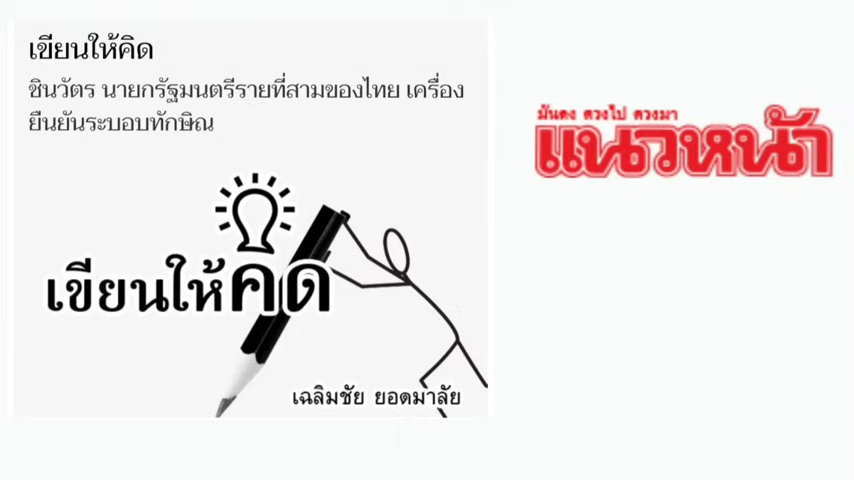 เขียนให้คิด
ชินวัตร นายกรัฐมนตรีรายที่สามของไทย เครื่อง
ยืนยันระบอบทักษิณ
เขียนให้คิด
เฉลิมชัย ยอดมาลัย
มั่นคง ตรงไป ตรงมา
แนวหน้า